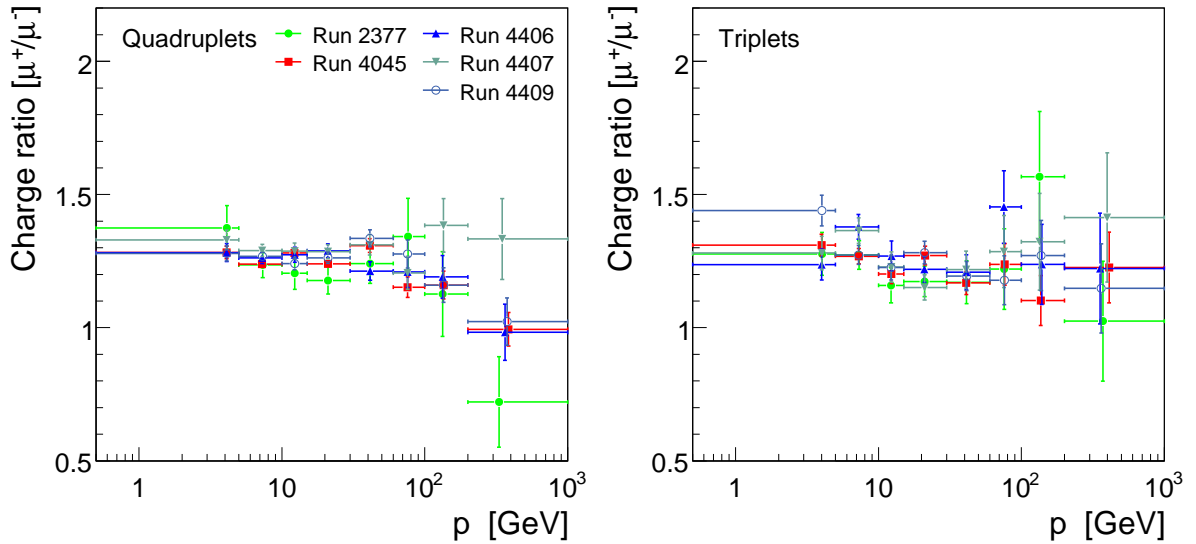 Charge ratio [μ⁺/μ⁻]
2
1.5
1
0.5
Quadruplets
Run 2377
Run 4045
Run 4406
Run 4407
Run 4409
1
10
10²
10³
p [GeV]
Charge ratio [μ⁺/μ⁻]
2
1.5
1
0.5
Triplets
1
10
10²
10³
p [GeV]